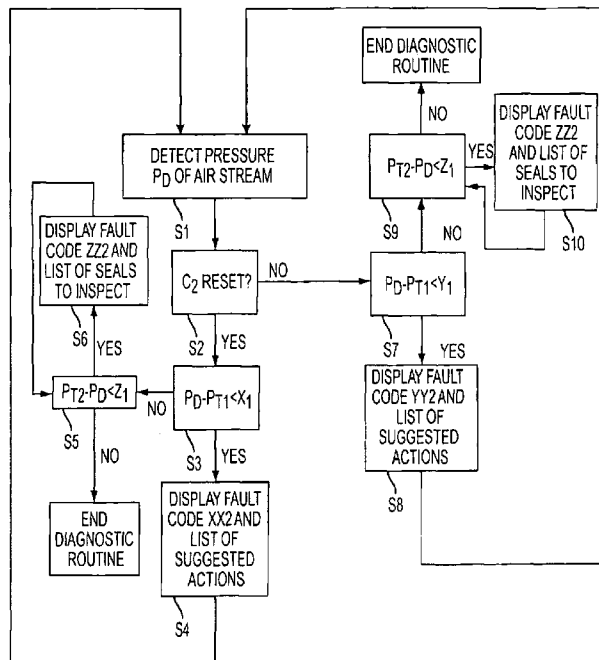 END DIAGNOSTIC
ROUTINE
NO
DISPLAY FAULT
CODE ZZ2
AND LIST OF
SEALS TO
INSPECT
YES
PT2-PD<Z1
S9
S10
NO
DETECT PRESSURE
PD OF AIR STREAM
S1
DISPLAY FAULT
CODE ZZ2 AND
LIST OF SEALS
TO INSPECT
S6
YES
C2 RESET?
NO
S2
YES
PD-PT1<Y1
S7
YES
PT2-PD<Z1
S5
NO
NO
PD-PT1<X1
S3
YES
DISPLAY FAULT
CODE YY2 AND
LIST OF
SUGGESTED
ACTIONS
S8
END
DIAGNOSTIC
ROUTINE
DISPLAY FAULT
CODE XX2 AND
LIST OF
SUGGESTED
ACTIONS
S4